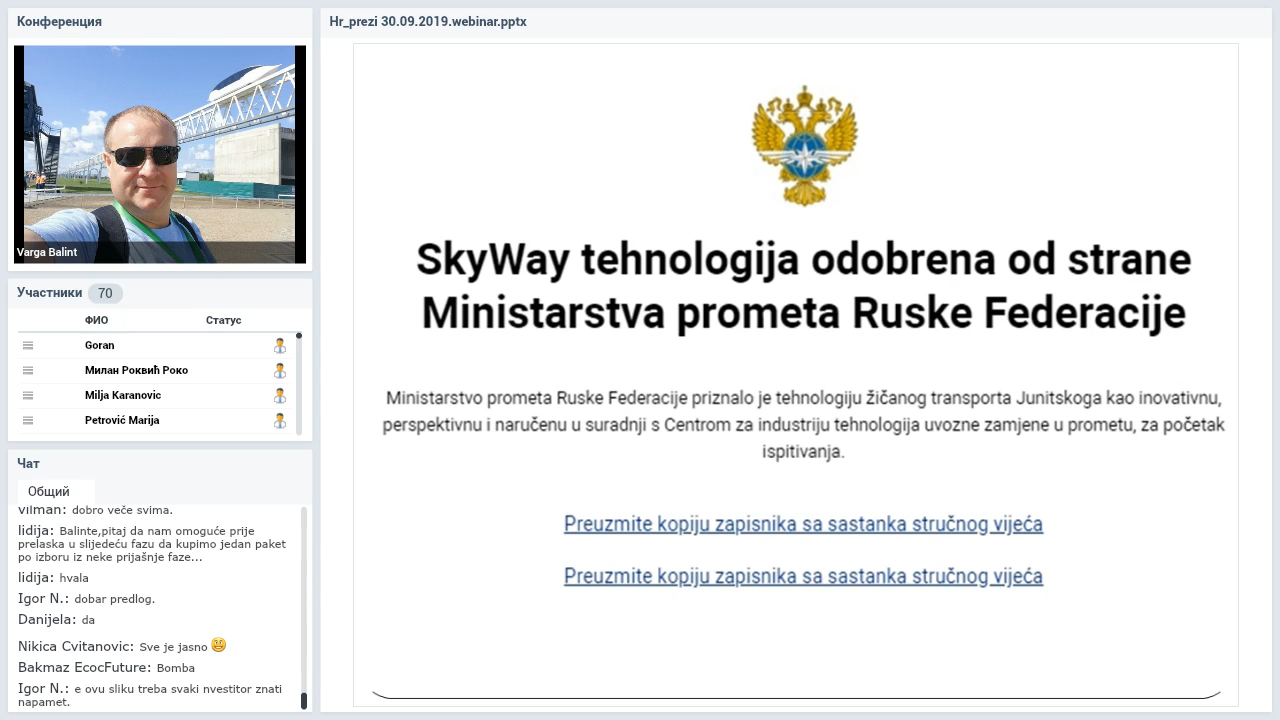 Конференция
Varga Balint
Участники 70
ФИО Статус
Goran
Милан Роквић Роко
Milja Karanovic
Petrović Marija
Чат
Общий
vilman: dobro veče svima.
lidija: Balinte,pitaj da nam omoguće prije
prelaska u slijedeću fazu da kupimo jedan paket
po izboru iz neke prijašnje faze...
lidija: hvala
Igor N.: dobar predlog.
Danijela: da
Nikica Cvitanovic: Sve je jasno
Bakmaz EcocFuture: Bomba
Igor N.: e ovu sliku treba svaki nvestitor znati
napamet.
Hr_prezi 30.09.2019.webinar.pptx
SkyWay tehnologija odobrena od strane
Ministarstva prometa Ruske Federacije
Ministarstvo prometa Ruske Federacije priznalo je tehnologiju žičanog transporta Junitskoga kao inovativnu,
perspektivnu i naručenu u suradnji s Centrom za industriju tehnologija uvozne zamjene u prometu, za početak
ispitivanja.
Preuzmite kopiju zapisnika sa sastanka stručnog vijeća
Preuzmite kopiju zapisnika sa sastanka stručnog vijeća